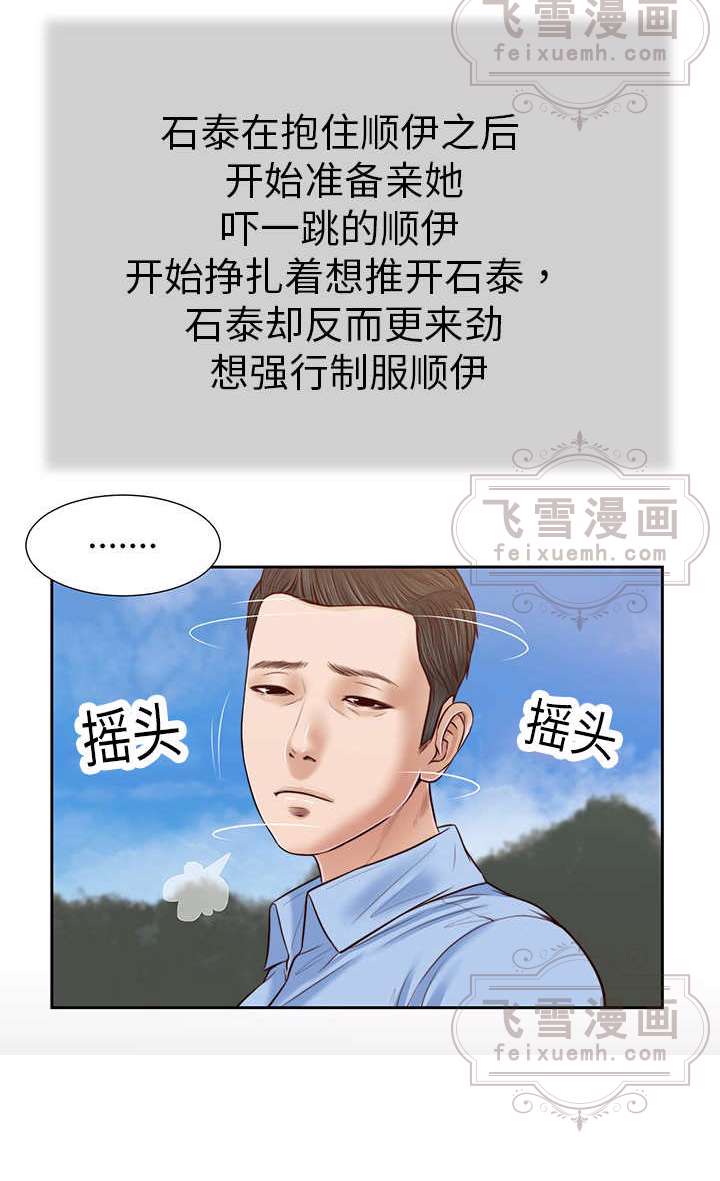 飞雪漫画
feixuemh.com
石泰在抱住顺伊之后
开始准备亲她
吓一跳的顺伊
开始挣扎着想推开石泰，
石泰却反而更来劲
想强行制服顺伊
飞雪漫画
feixuemh.com
.......
摇头
摇头
飞雪漫画
feixuemh.com